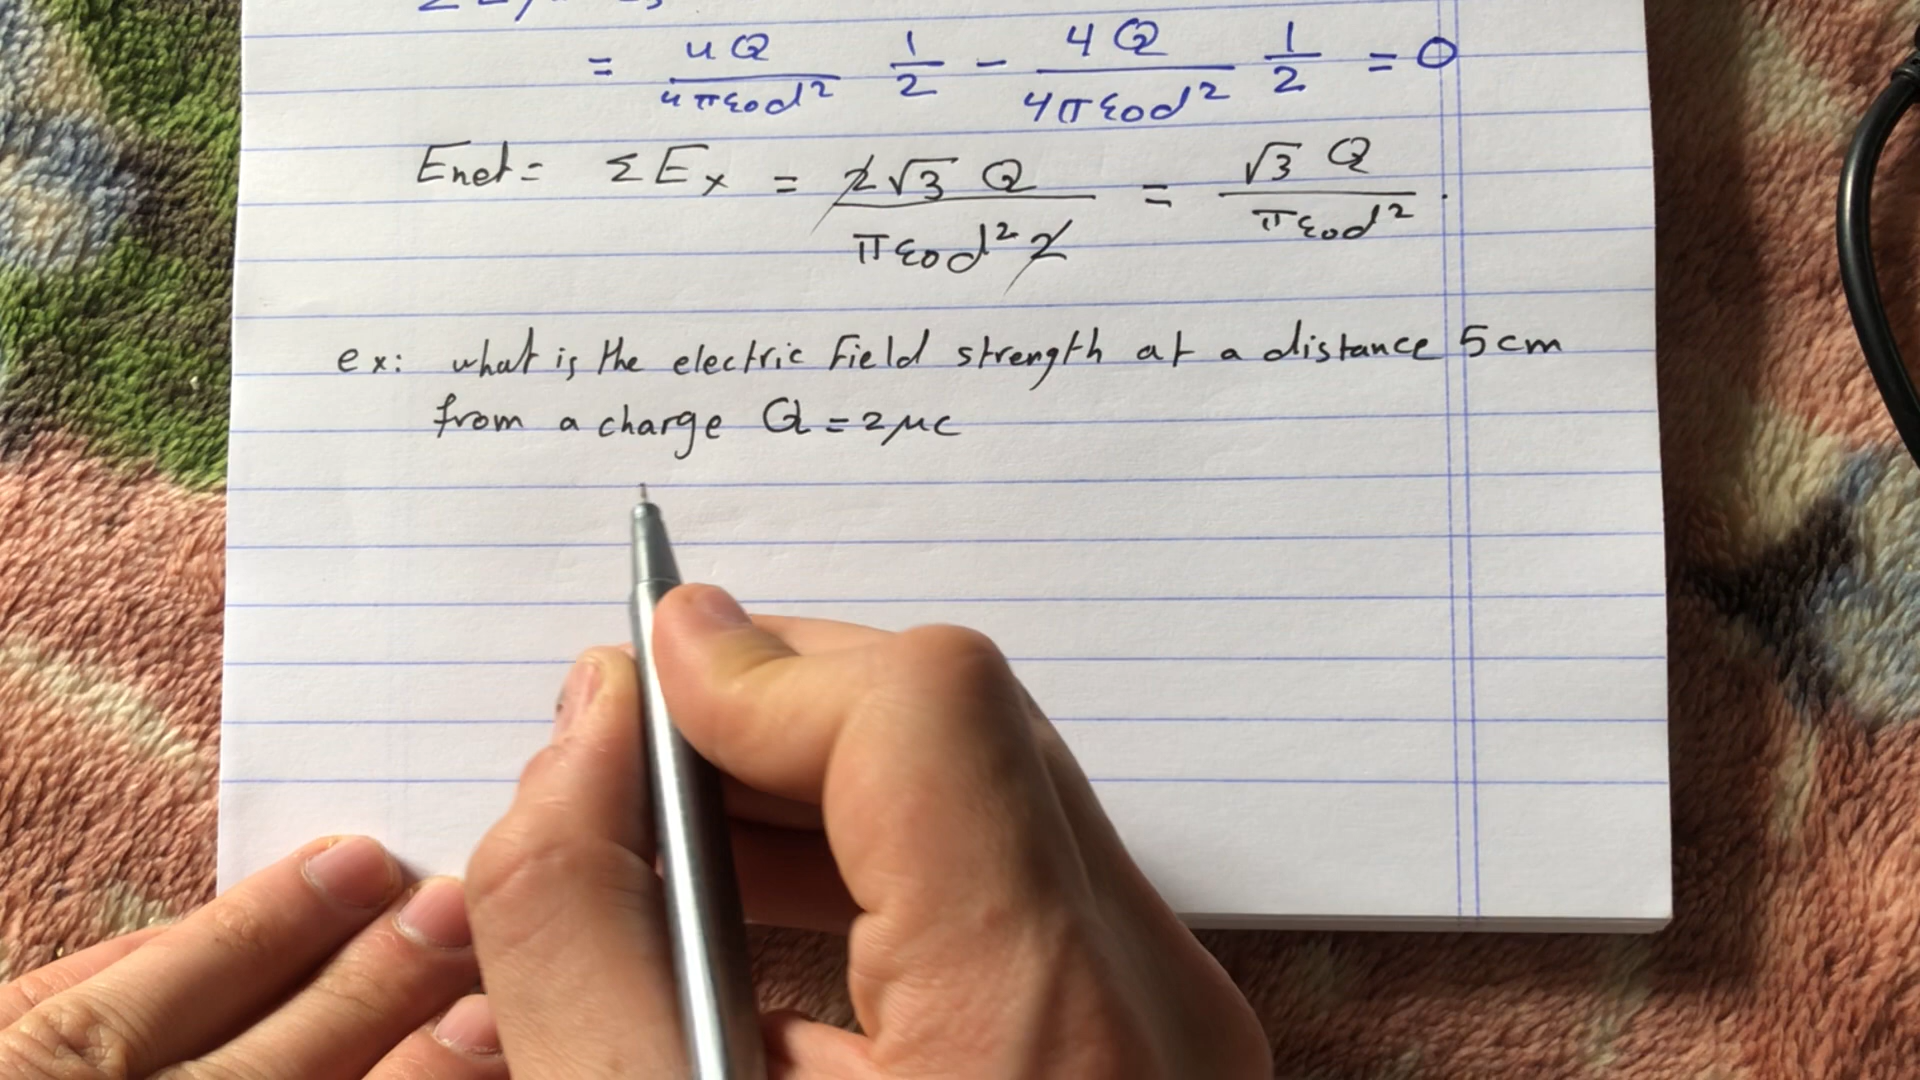 = 4Q/4πε0d² 1/2 - 4Q/4πε0d² 1/2 = 0
Enet = ΣEx = 2√3 Q/πε0d² 2 = √3 Q/πε0d² .
ex: what is the electric field strength at a distance 5cm
from a charge Q = 2μc